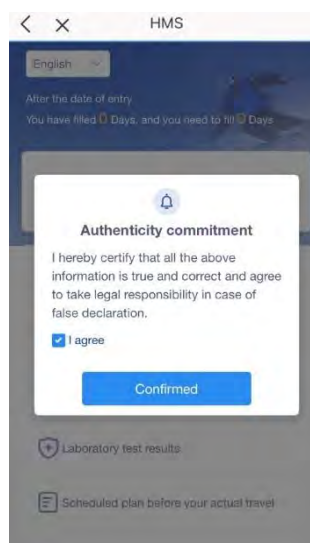 HMS
English
After the date of entry
You have filled 0 Days, and you need to fill 0 Days
Authenticity commitment
I hereby certify that all the above
information is true and correct and agree
to take legal responsibility in case of
false declaration.
I agree
Confirmed
Laboratory test results
Scheduled plan before your actual travel